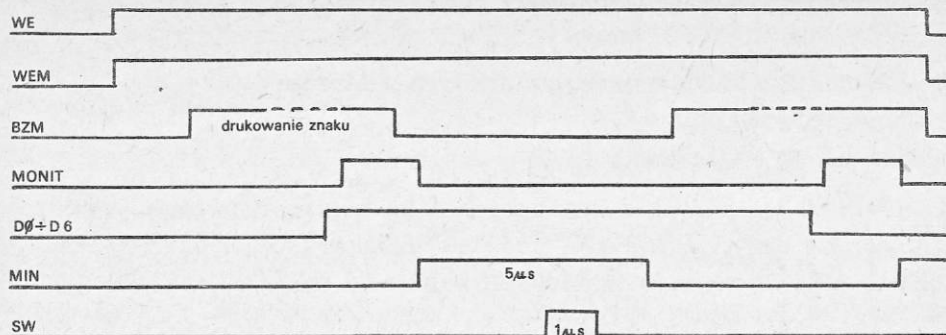 WE
WEM
BZM
drukowanie znaku
MONIT
DØ÷D6
MIN
5μs
SW
1μs